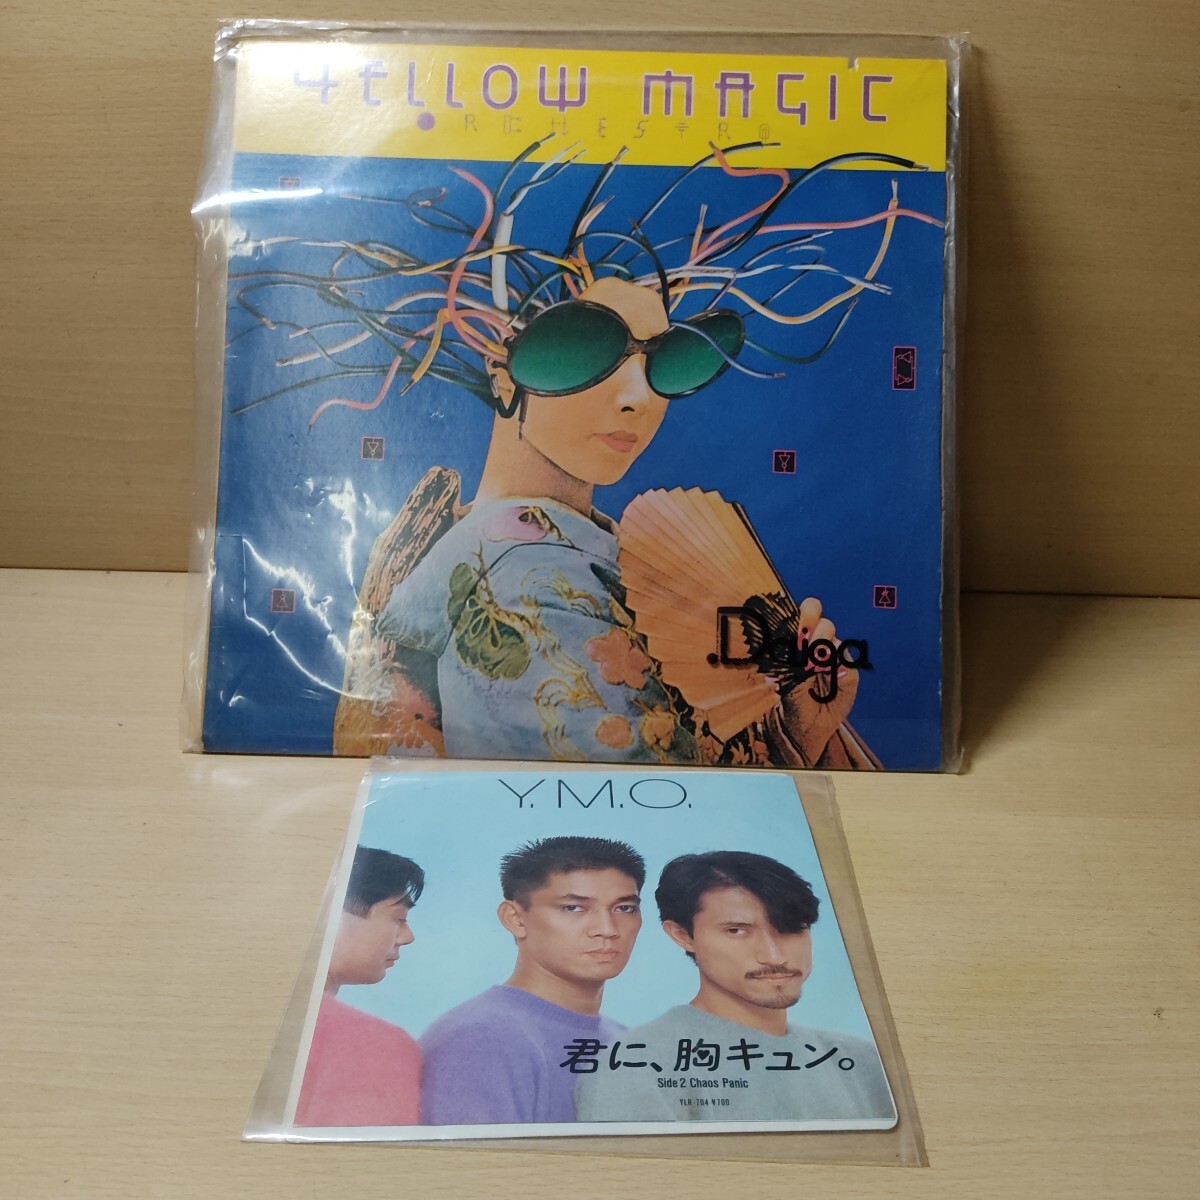 YELLOW MAGIC
ORCHESTRA
.Daiga
Y.M.O.
君に、胸キュン。
Side 2 Chaos Panic
YLR-704 ¥700